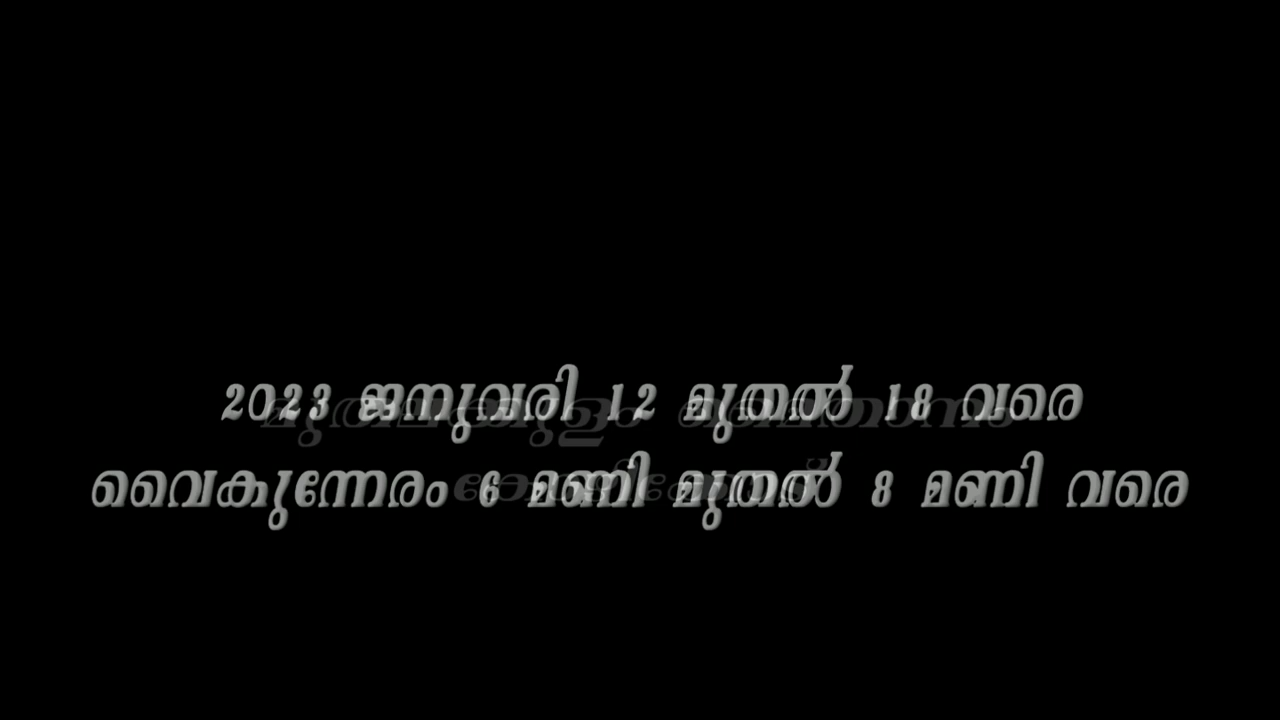 2023 ജനുവരി 12 മുതൽ 18 വരെ
വൈകുന്നേരം 6 മണി മുതൽ 8 മണി വരെ